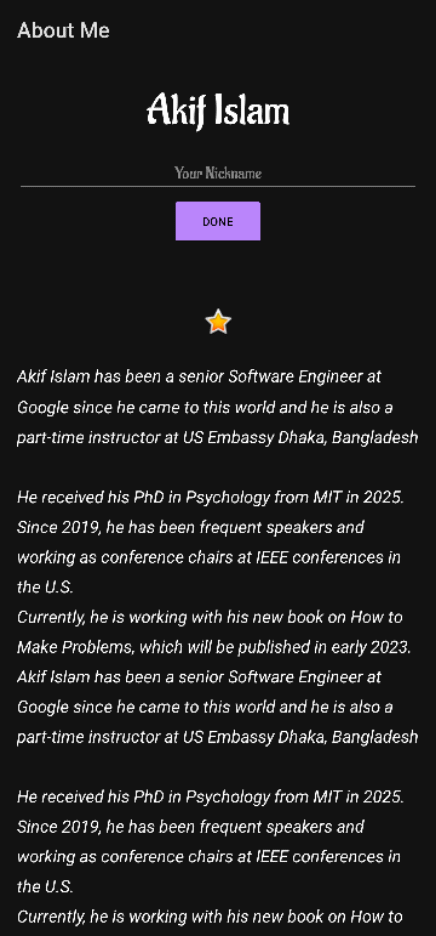 About Me
Akif Islam
Your Nickname
DONE
Akif Islam has been a senior Software Engineer at
Google since he came to this world and he is also a
part-time instructor at US Embassy Dhaka, Bangladesh
He received his PhD in Psychology from MIT in 2025.
Since 2019, he has been frequent speakers and
working as conference chairs at IEEE conferences in
the U.S.
Currently, he is working with his new book on How to
Make Problems, which will be published in early 2023.
Akif Islam has been a senior Software Engineer at
Google since he came to this world and he is also a
part-time instructor at US Embassy Dhaka, Bangladesh
He received his PhD in Psychology from MIT in 2025.
Since 2019, he has been frequent speakers and
working as conference chairs at IEEE conferences in
the U.S.
Currently, he is working with his new book on How to